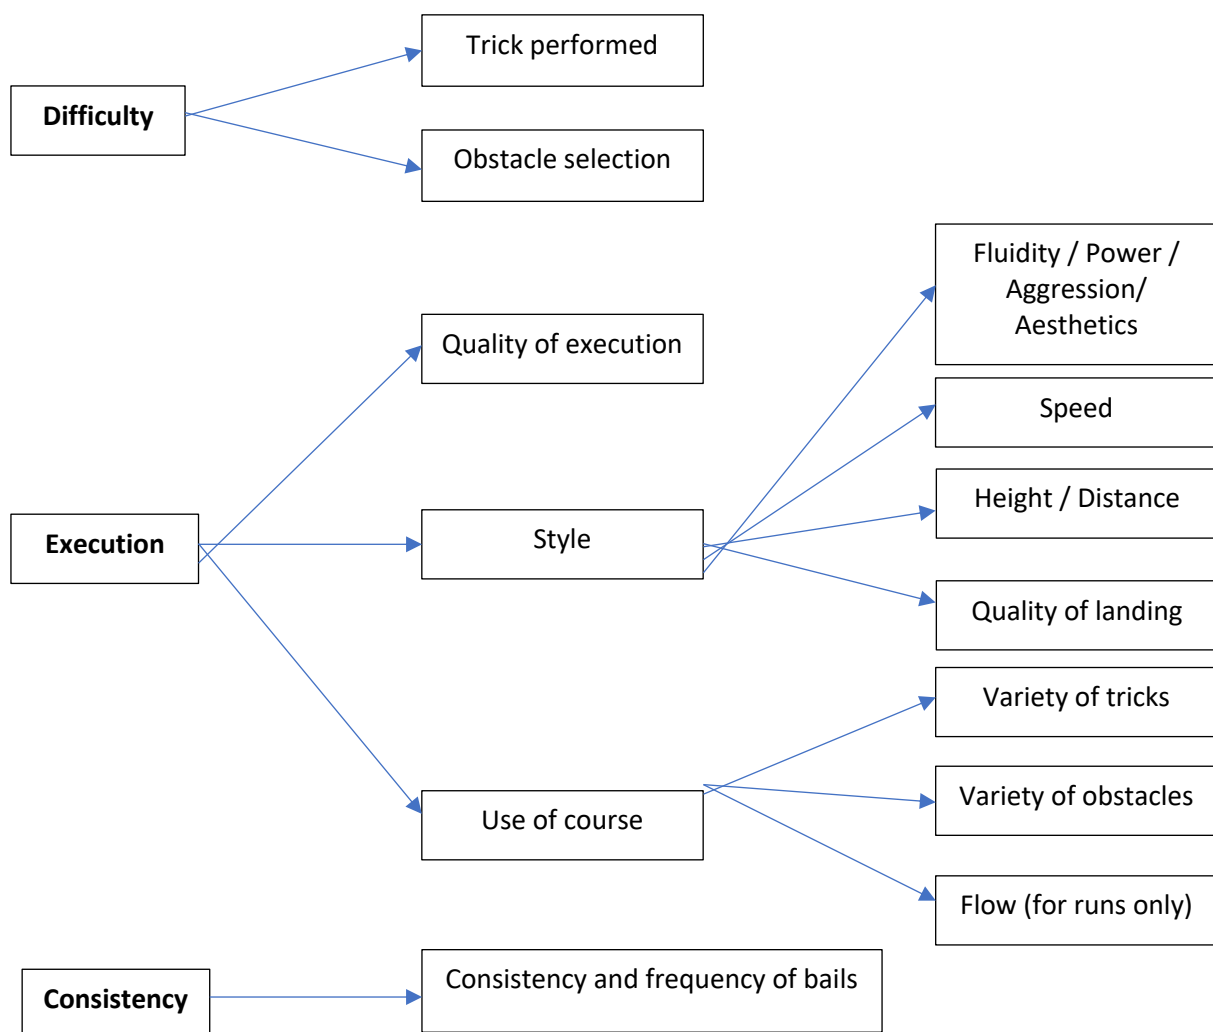 Difficulty
Trick performed
Obstacle selection
Execution
Quality of execution
Style
Fluidity / Power /
Aggression/
Aesthetics
Speed
Height / Distance
Quality of landing
Use of course
Variety of tricks
Variety of obstacles
Flow (for runs only)
Consistency
Consistency and frequency of bails